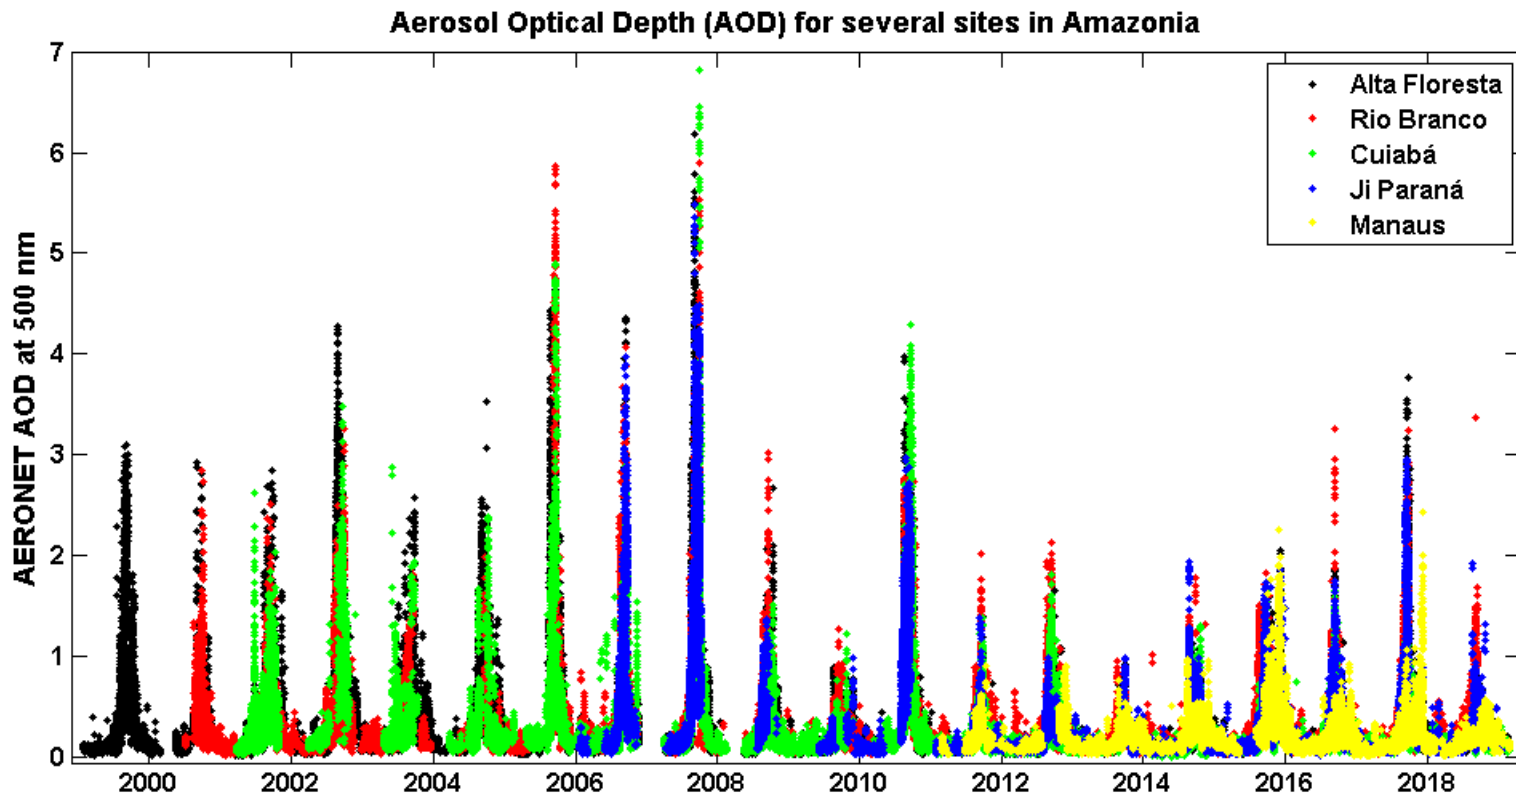 Aerosol Optical Depth (AOD) for several sites in Amazonia
AERONET AOD at 500 nm
7
6
5
4
3
2
1
0
2000 2002 2004 2006 2008 2010 2012 2014 2016 2018
Alta Floresta
Rio Branco
Cuiabá
Ji Paraná
Manaus